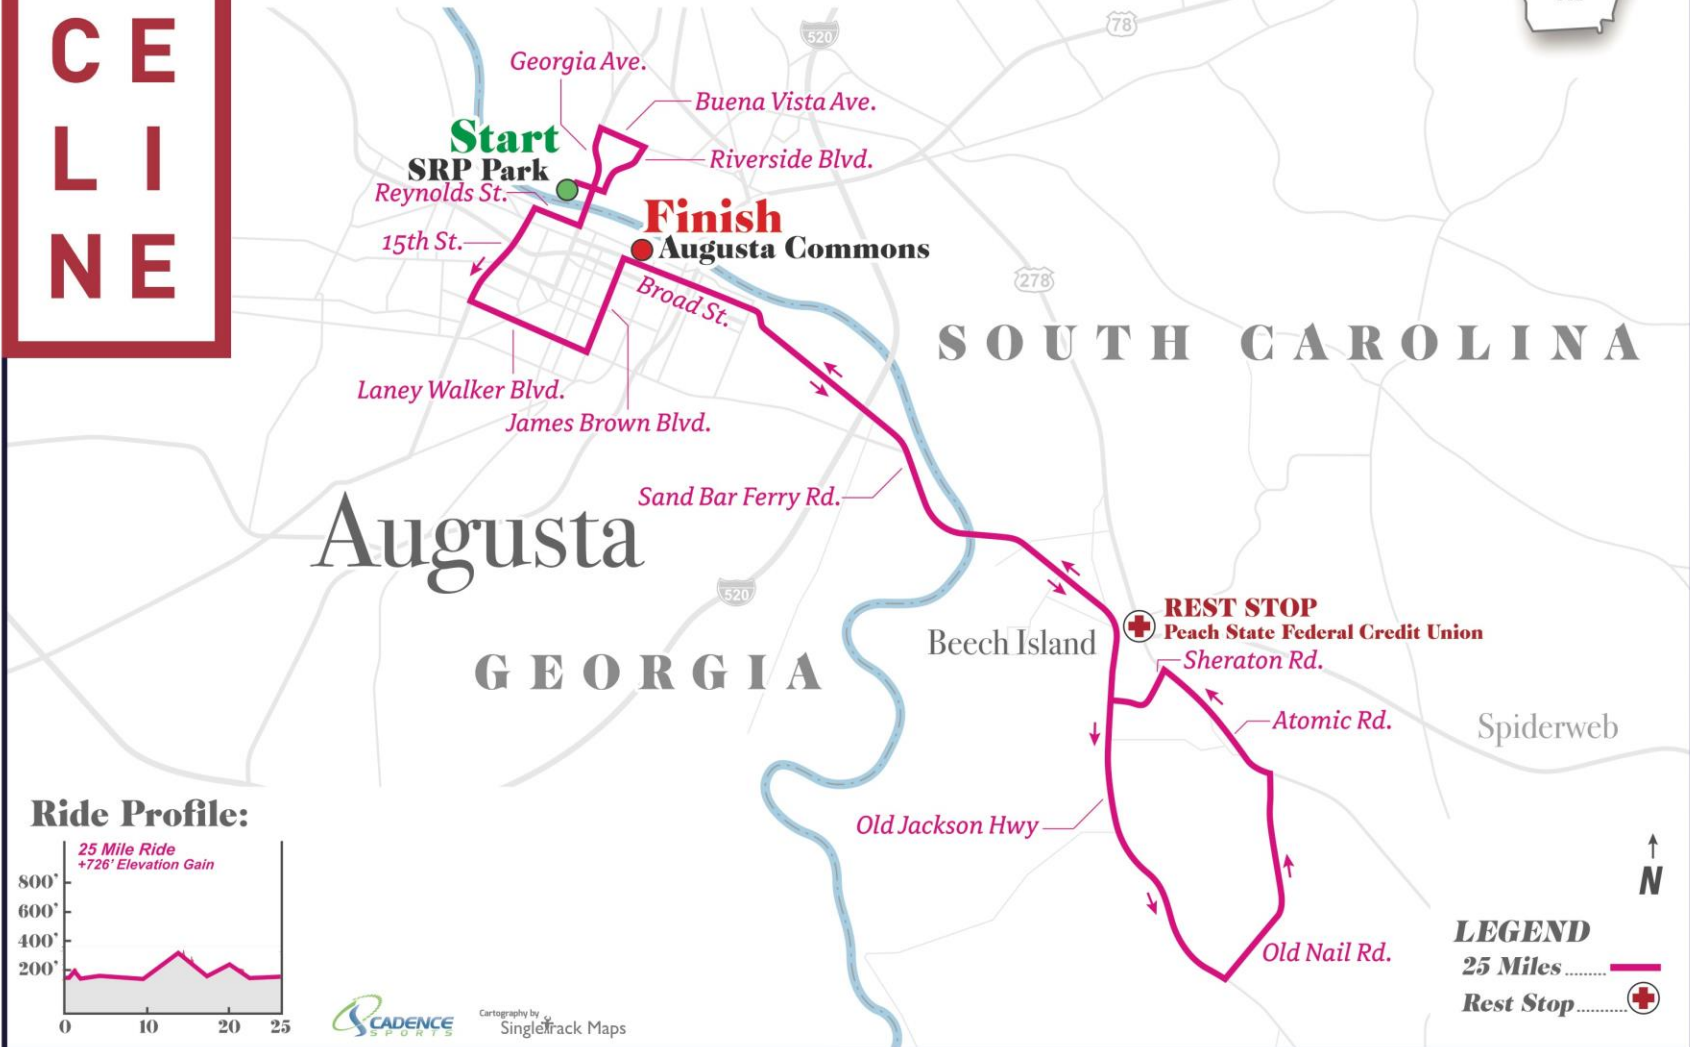 CE
LI
NE
520
78
Georgia Ave.
Buena Vista Ave.
Start
SRP Park
Riverside Blvd.
Reynolds St.
Finish
Augusta Commons
15th St.
Broad St.
278
SOUTH CAROLINA
Laney Walker Blvd.
James Brown Blvd.
Sand Bar Ferry Rd.
Augusta
520
REST STOP
Peach State Federal Credit Union
Beech Island
Sheraton Rd.
GEORGIA
Atomic Rd.
Spiderweb
Old Jackson Hwy
Old Nail Rd.
Ride Profile:
25 Mile Ride
+726' Elevation Gain
800'
600'
400'
200'
0 10 20 25
CADENCE
SPORTS
Cartography by
SingleTrack Maps
N
LEGEND
25 Miles
Rest Stop